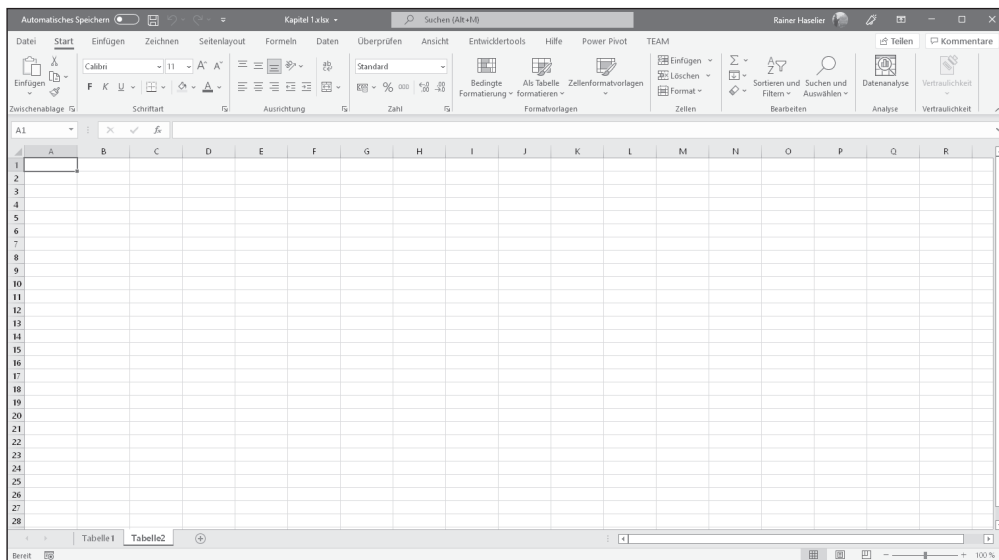 Automatisches Speichern Kapitel 1.xlsx Suchen (Alt+M) Rainer Haselier
Datei Start Einfügen Zeichnen Seitenlayout Formeln Daten Überprüfen Ansicht Entwicklertools Hilfe Power Pivot TEAM Teilen Kommentare
Einfügen
Zwischenablage
Calibri 11 A A
F K U A
Schriftart
ab
Ausrichtung
Standard
% 000
Zahl
Bedingte Formatierung
Als Tabelle formatieren
Zellenformatvorlagen
Formatvorlagen
Einfügen
Löschen
Format
Zellen
Σ
Sortieren und Filtern
Suchen und Auswählen
Bearbeiten
Datenanalyse
Analyse
Vertraulichkeit
Vertraulichkeit
A1 fx
A B C D E F G H I J K L M N O P Q R
1
2
3
4
5
6
7
8
9
10
11
12
13
14
15
16
17
18
19
20
21
22
23
24
25
26
27
28
Tabelle1 Tabelle2
Bereit 100 %